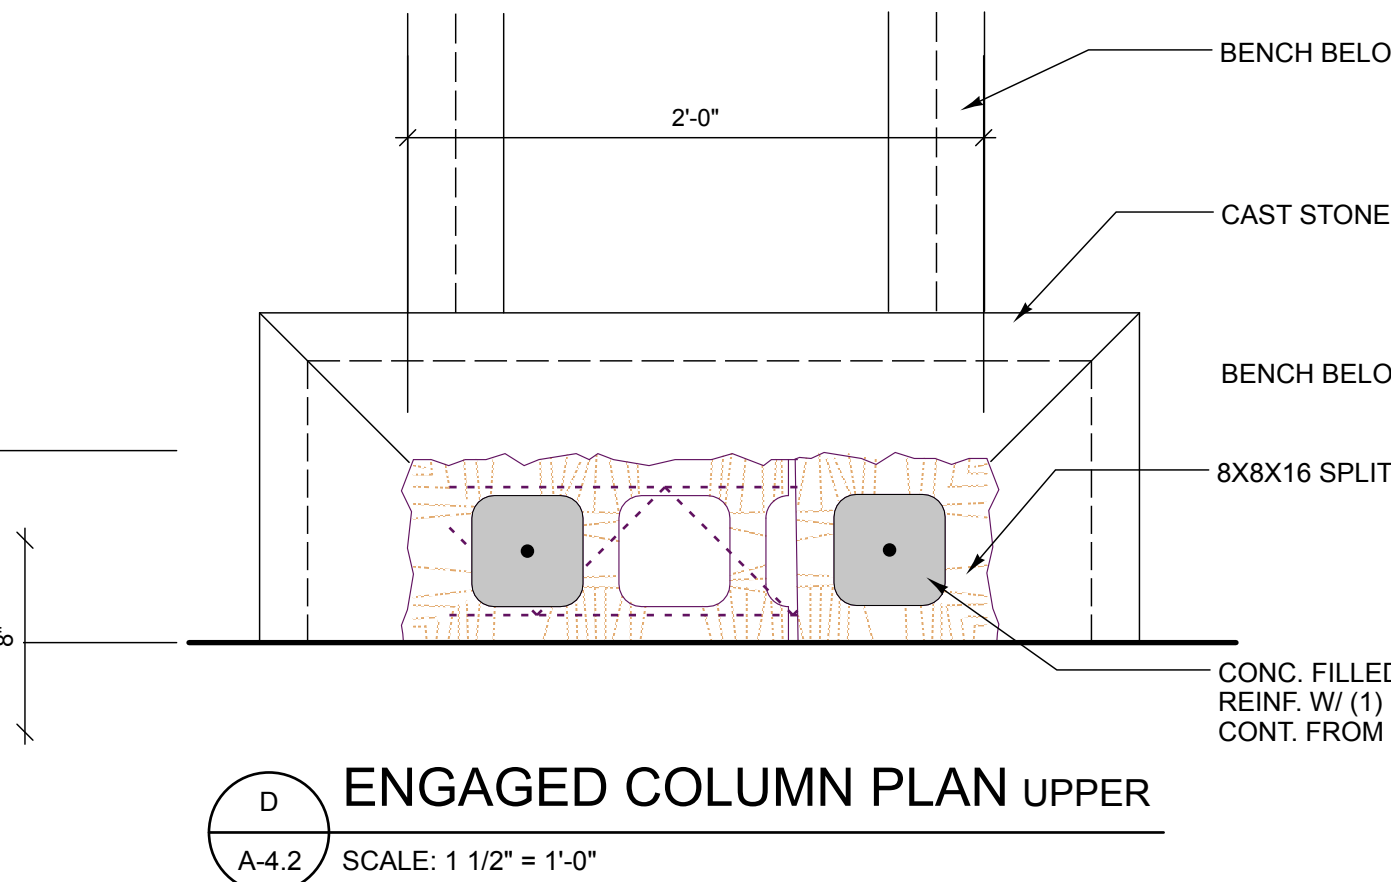 BENCH BELO
2'-0"
CAST STONE
BENCH BELO
8X8X16 SPLIT
CONC. FILLED
REINF. W/ (1)
CONT. FROM
D
ENGAGED COLUMN PLAN UPPER
A-4.2
SCALE: 1 1/2" = 1'-0"